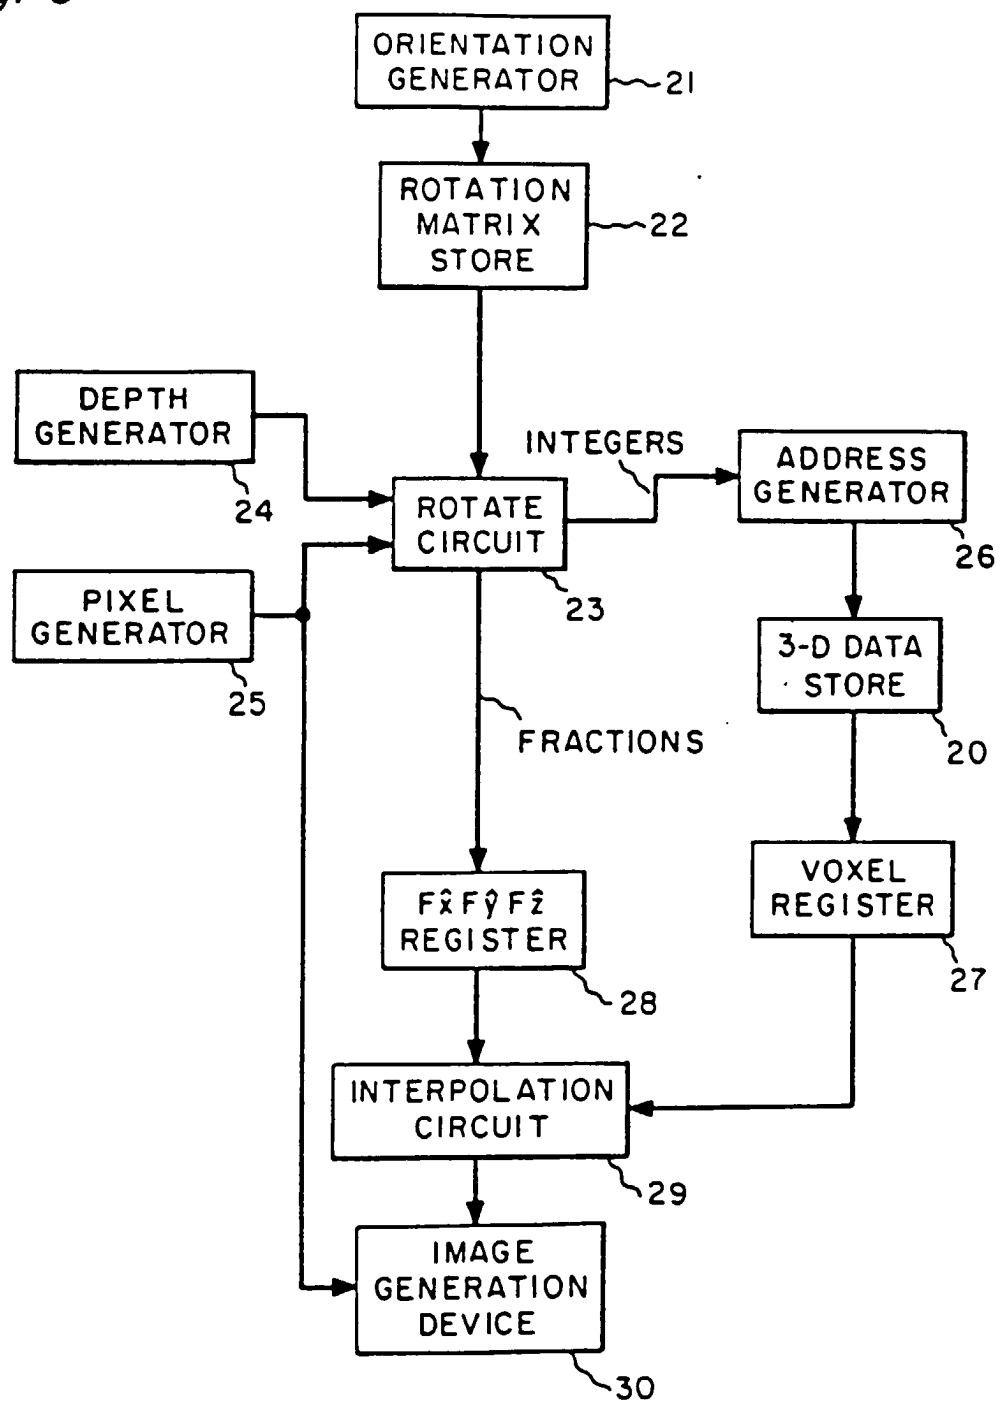 ORIENTATION
GENERATOR
21
ROTATION
MATRIX
STORE
22
DEPTH
GENERATOR
24
INTEGERS
ADDRESS
GENERATOR
26
ROTATE
CIRCUIT
23
PIXEL
GENERATOR
25
3-D DATA
STORE
20
FRACTIONS
VOXEL
REGISTER
27
Fx̂ Fŷ Fẑ
REGISTER
28
INTERPOLATION
CIRCUIT
29
IMAGE
GENERATION
DEVICE
30